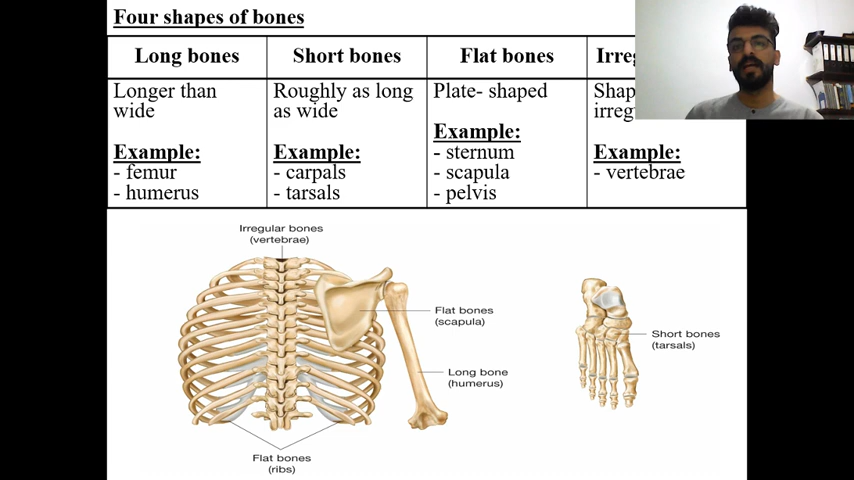 Four shapes of bones
Long bones
Short bones
Flat bones
Longer than
wide
Example:
- femur
- humerus
Roughly as long
as wide
Example:
- carpals
- tarsals
Plate- shaped
Example:
- sternum
- scapula
- pelvis
Example:
- vertebrae
Irregular bones
(vertebrae)
Flat bones
(scapula)
Long bone
(humerus)
Short bones
(tarsals)
Flat bones
(ribs)